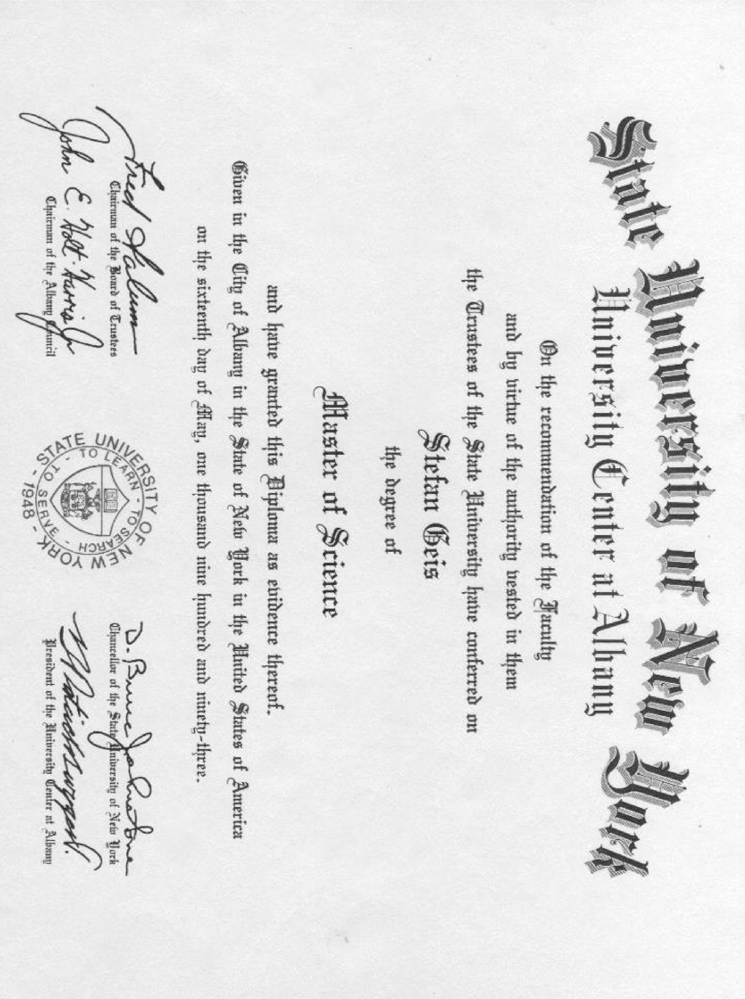 State University of New York
University Center at Albany
On the recommendation of the Faculty
and by virtue of the authority vested in them
the Trustees of the State University have conferred on
Stefan Geis
the degree of
Master of Science
and have granted this Diploma as evidence thereof.
Given in the City of Albany in the State of New York in the United States of America
on the sixteenth day of May, one thousand nine hundred and ninety-three.
Fred Salerno
Chairman of the Board of Trustees
John E. Holt-Harris Jr
Chairman of the Albany Council
STATE UNIVERSITY OF NEW YORK
- 1948 -
TO LEARN - TO SEARCH - TO SERVE -
D. Bruce Johnstone
Chancellor of the State University of New York
President of the University Center at Albany